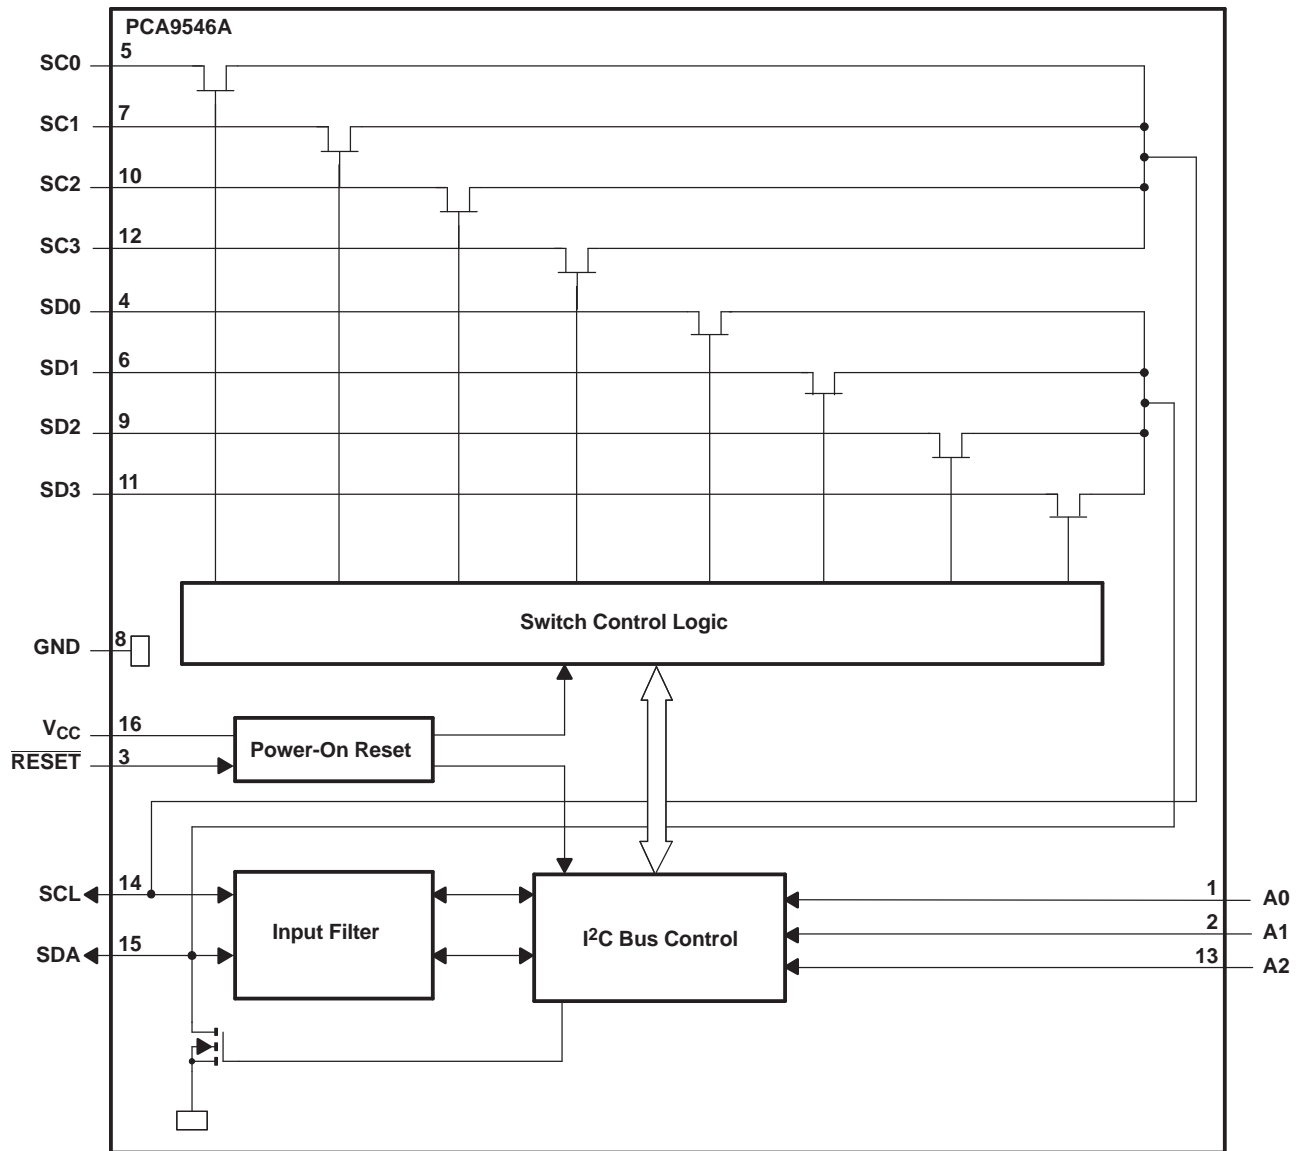 PCA9546A
SC0 5
SC1 7
SC2 10
SC3 12
SD0 4
SD1 6
SD2 9
SD3 11
Switch Control Logic
GND 8
VCC 16
RESET 3
Power-On Reset
SCL 14
SDA 15
Input Filter
I2C Bus Control
1 A0
2 A1
13 A2